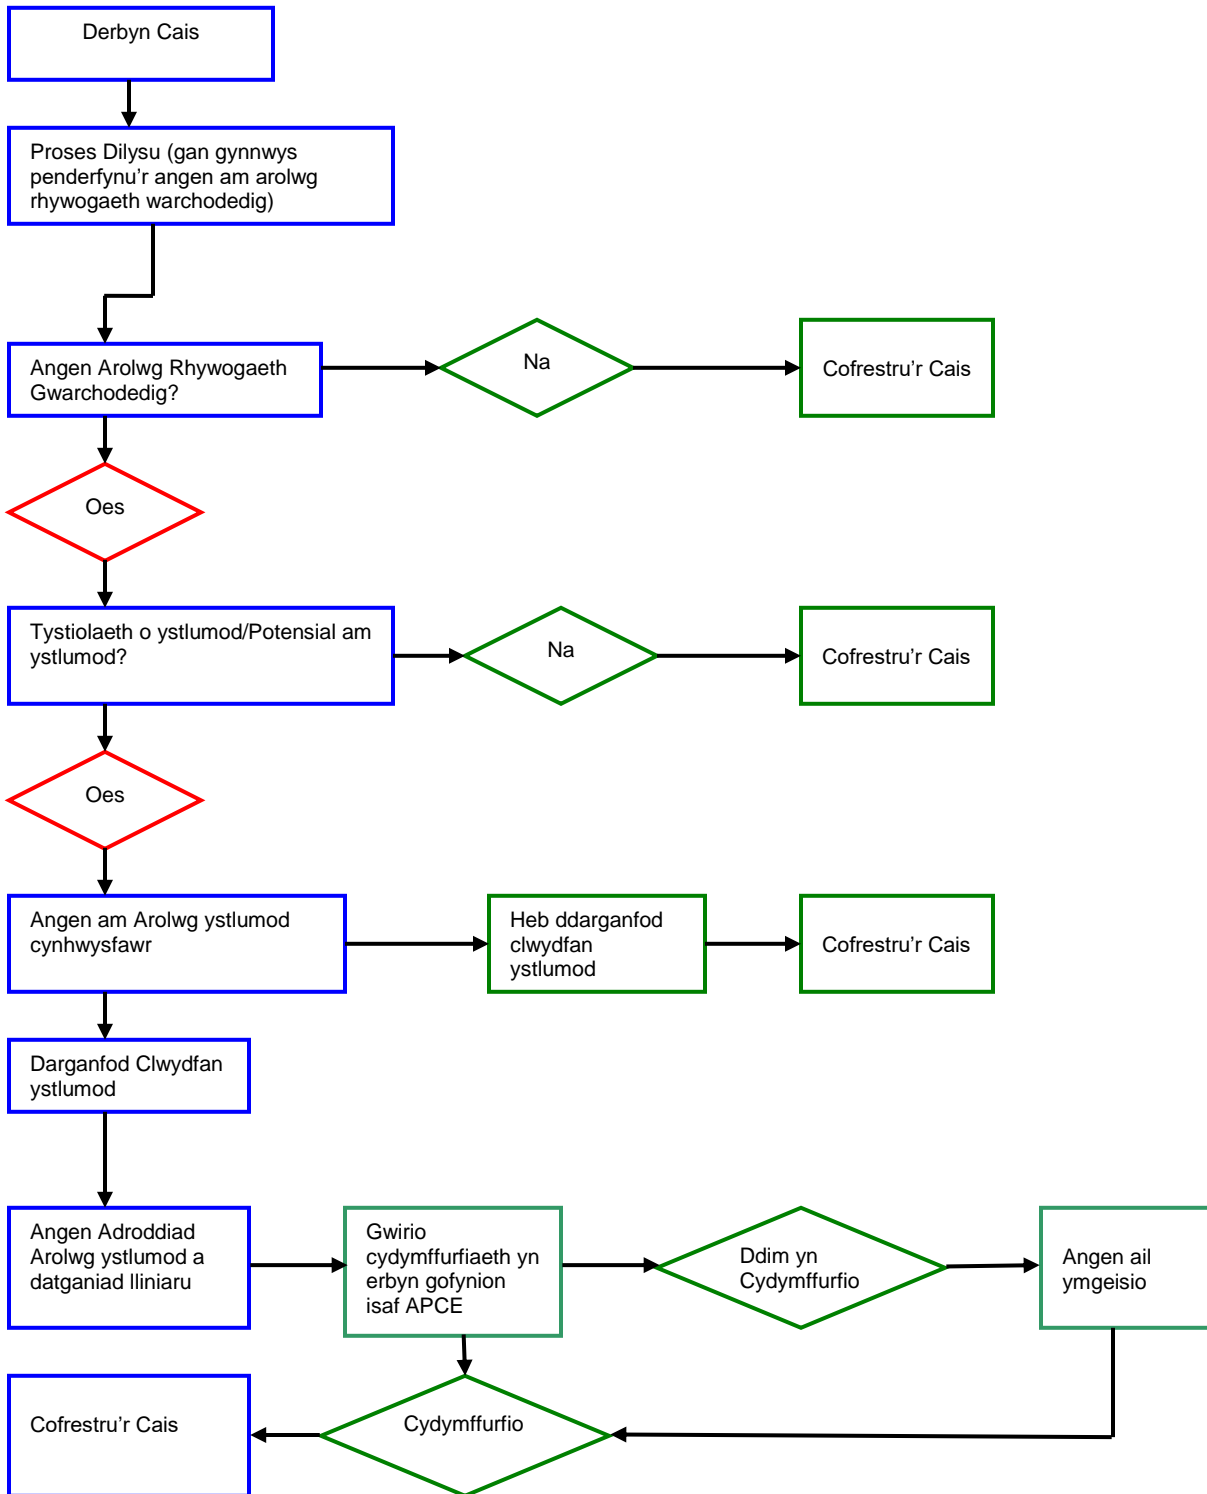 Derbyn Cais
Proses Dilysu (gan gynnwys
penderfynu'r angen am arolwg
rhywogaeth warchodedig)
Angen Arolwg Rhywogaeth
Gwarchodedig?
Na
Cofrestru'r Cais
Oes
Tystiolaeth o ystlumod/Potensial am
ystlumod?
Na
Cofrestru'r Cais
Oes
Angen am Arolwg ystlumod
cynhwysfawr
Heb ddarganfod
clwydfan
ystlumod
Cofrestru'r Cais
Darganfod Clwydfan
ystlumod
Angen Adroddiad
Arolwg ystlumod a
datganiad lliniaru
Gwirio
cydymffurfiaeth yn
erbyn gofynion
isaf APCE
Ddim yn
Cydymffurfio
Angen ail
ymgeisio
Cofrestru'r Cais
Cydymffurfio